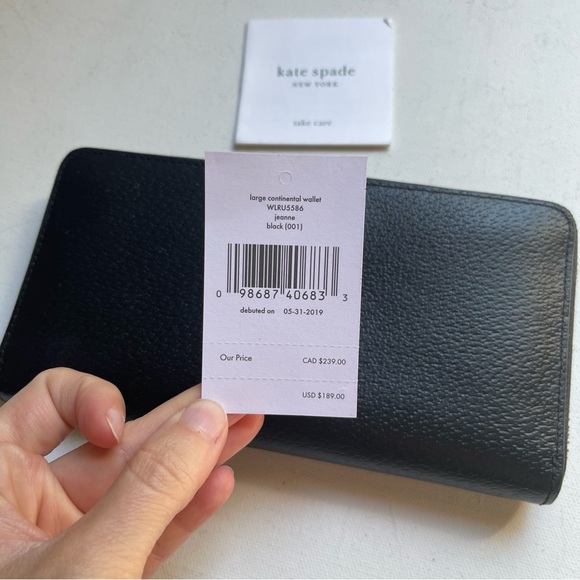 kate spade
NEW YORK
take care
large continental wallet
WLRU5586
jeanne
black (001)
0 98687 40683 3
debuted on 05-31-2019
Our Price CAD $239.00
USD $189.00